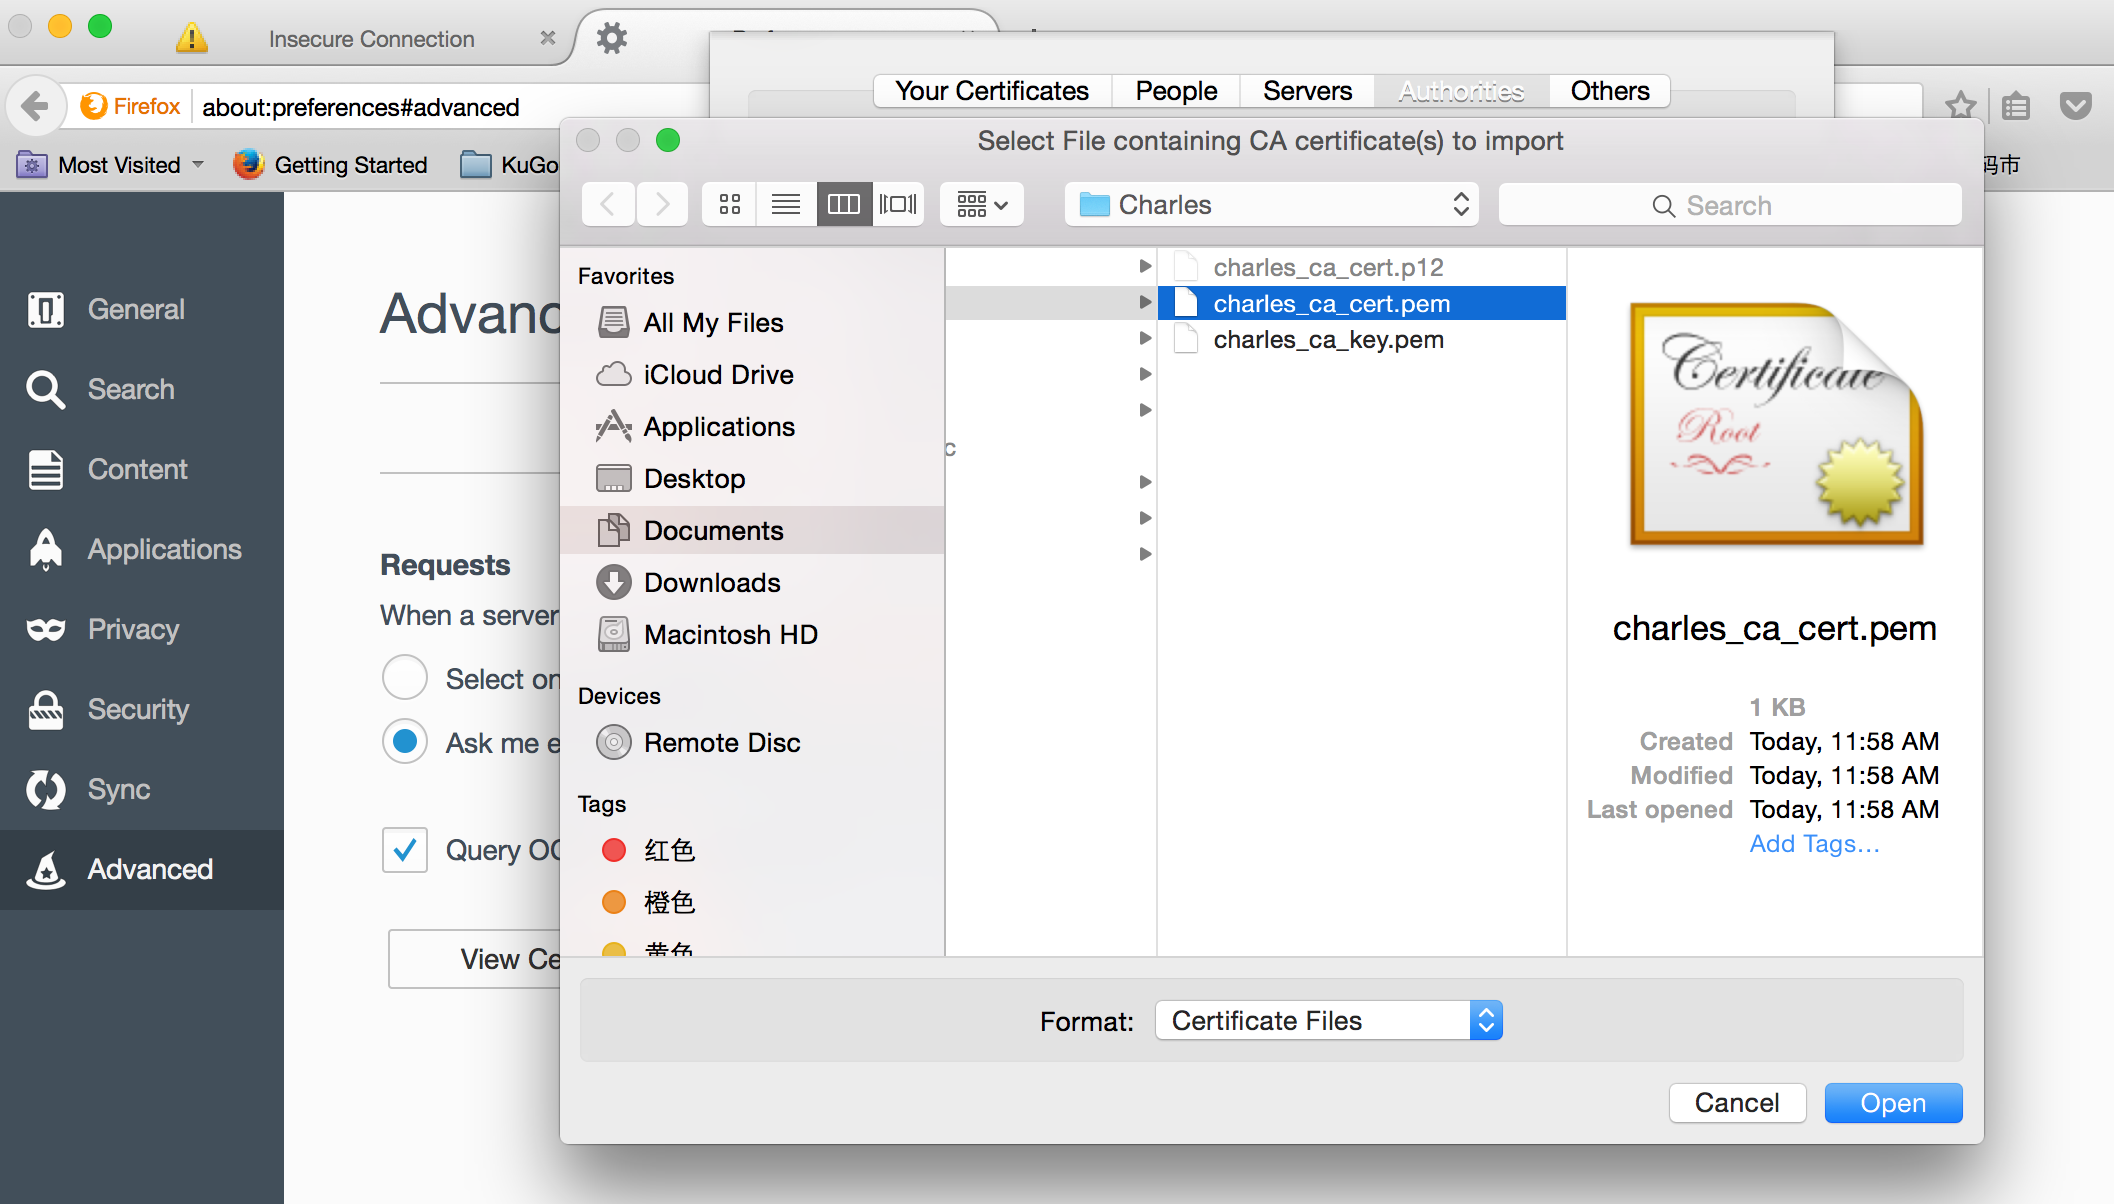 Insecure Connection
Firefox about:preferences#advanced
Most Visited
Getting Started
KuGo
码市
Your Certificates
People
Servers
Authorities
Others
Select File containing CA certificate(s) to import
Charles
Search
General
Search
Content
Applications
Privacy
Security
Sync
Advanced
Advanc
Requests
When a server
Select on
Ask me e
Query OC
View Ce
Favorites
All My Files
iCloud Drive
Applications
Desktop
Documents
Downloads
Macintosh HD
Devices
Remote Disc
Tags
红色
橙色
黄色
c
charles_ca_cert.p12
charles_ca_cert.pem
charles_ca_key.pem
Certificate
Root
charles_ca_cert.pem
1 KB
Created Today, 11:58 AM
Modified Today, 11:58 AM
Last opened Today, 11:58 AM
Add Tags…
Format: Certificate Files
Cancel
Open